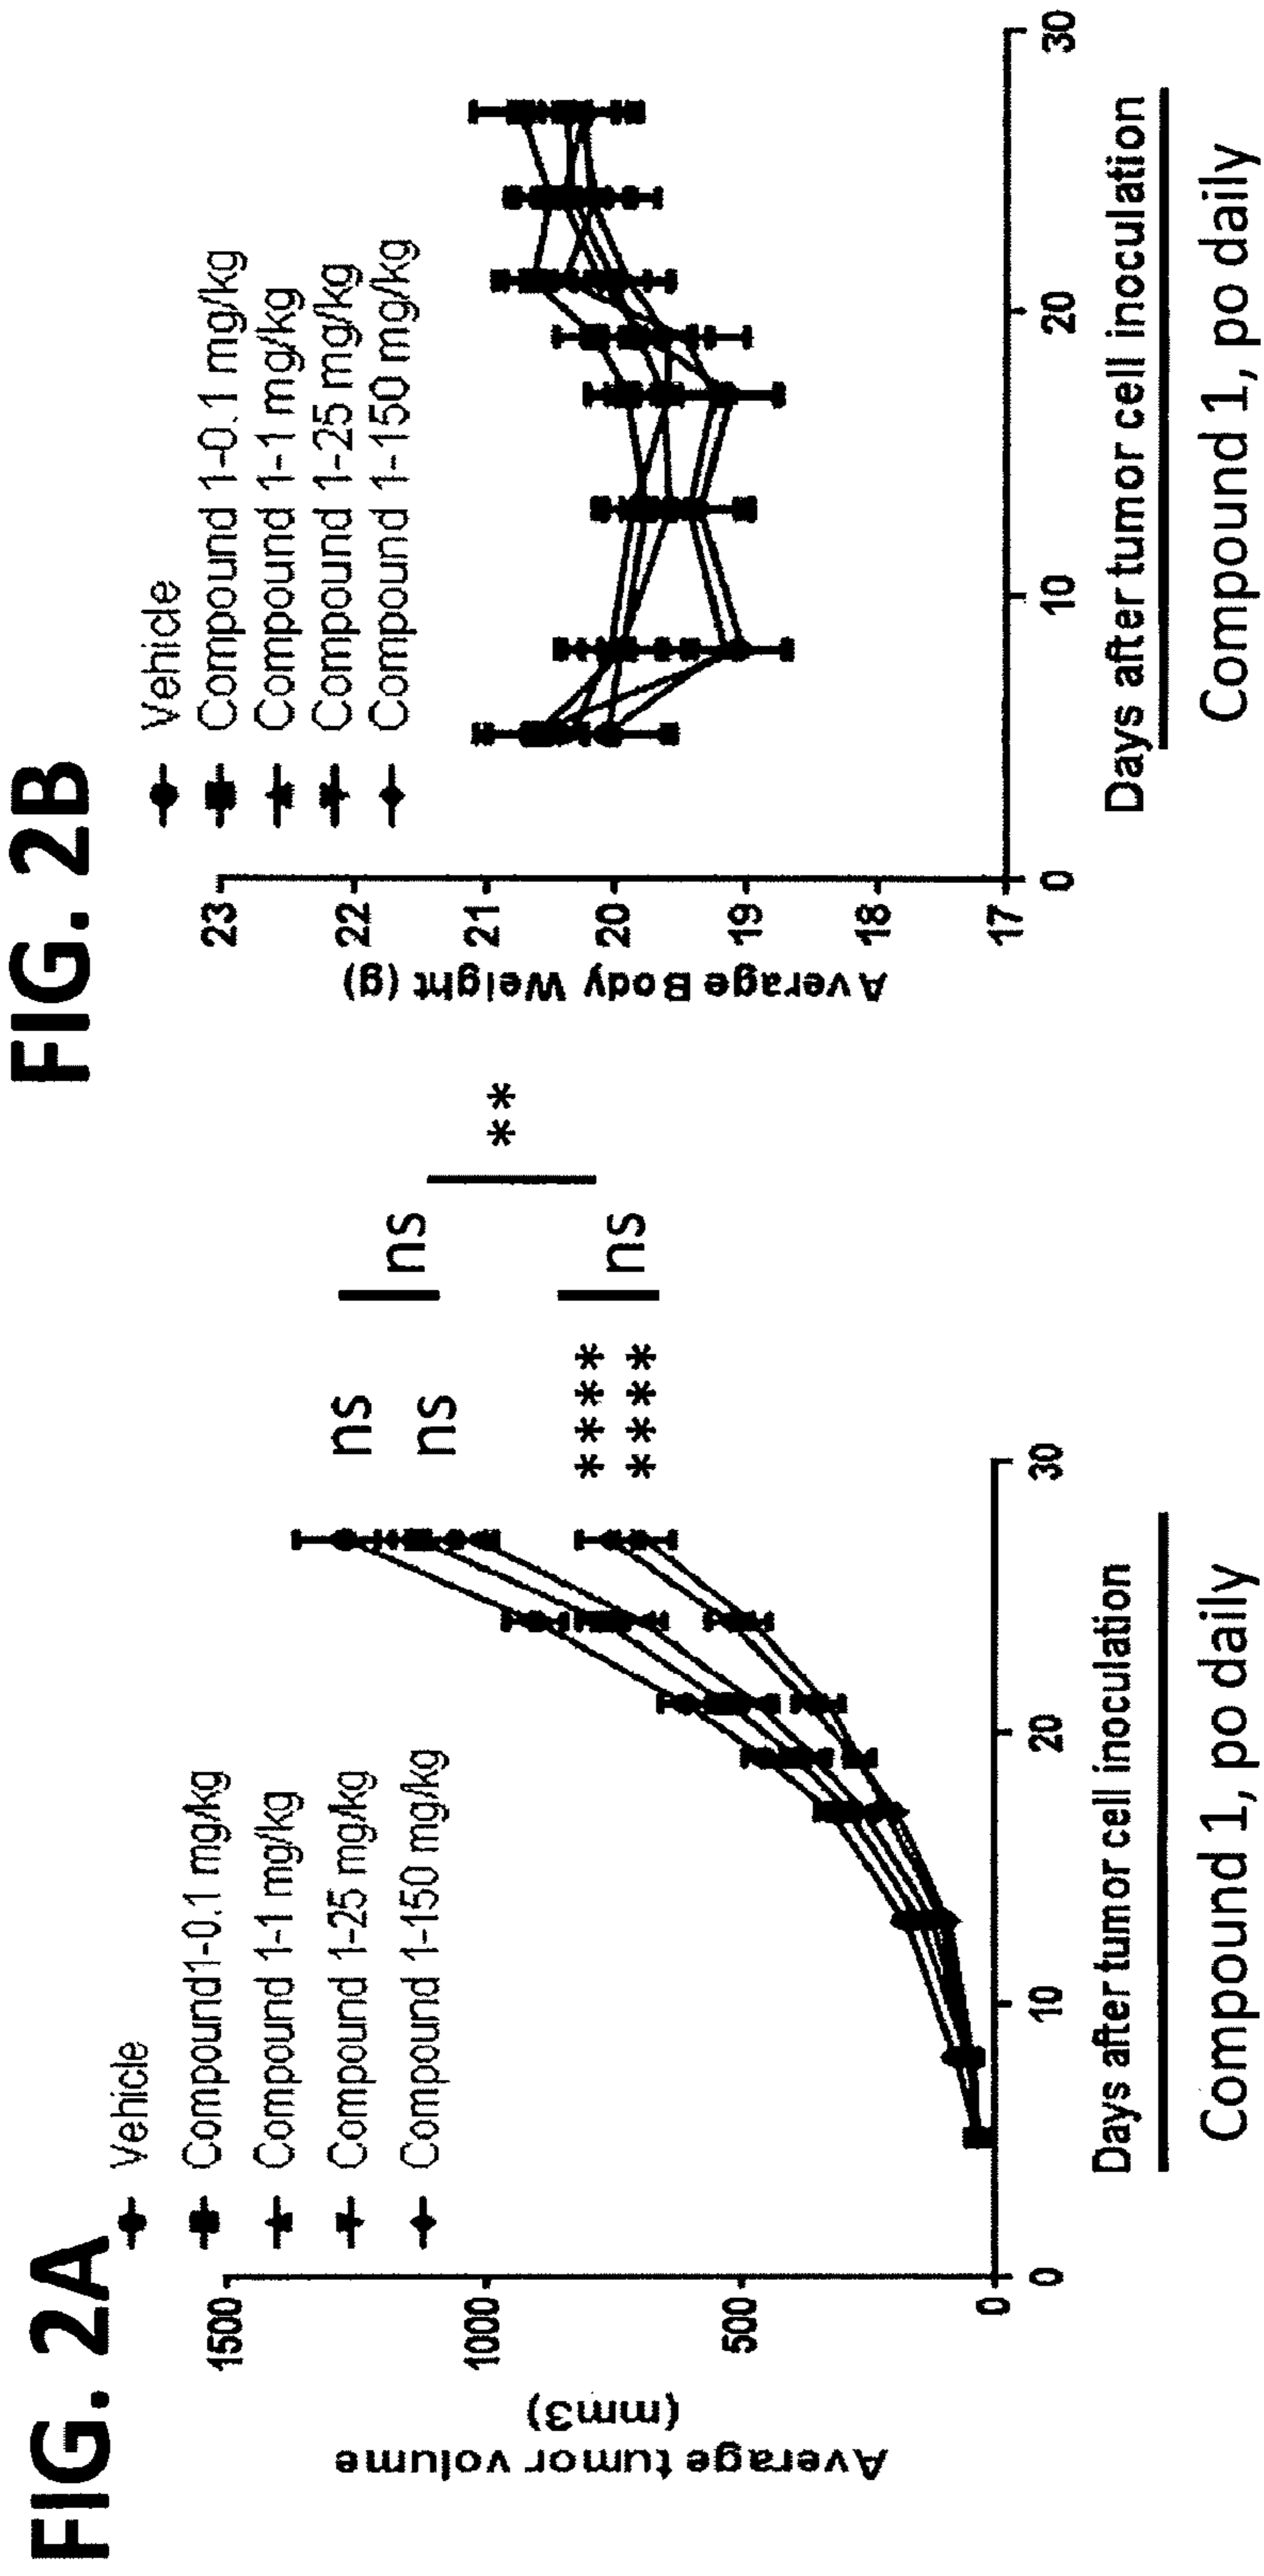 FIG. 2A
Vehicle
Compound1-0.1 mg/kg
Compound 1-1 mg/kg
Compound 1-25 mg/kg
Compound 1-150 mg/kg
Average tumor volume
(mm3)
1500
1000
500
0
0
10
20
30
ns
ns
****
****
ns
ns
**
Days after tumor cell inoculation
Compound 1, po daily
FIG. 2B
Vehicle
Compound 1-0.1 mg/kg
Compound 1-1 mg/kg
Compound 1-25 mg/kg
Compound 1-150 mg/kg
Average Body Weight (g)
23
22
21
20
19
18
17
0
10
20
30
Days after tumor cell inoculation
Compound 1, po daily